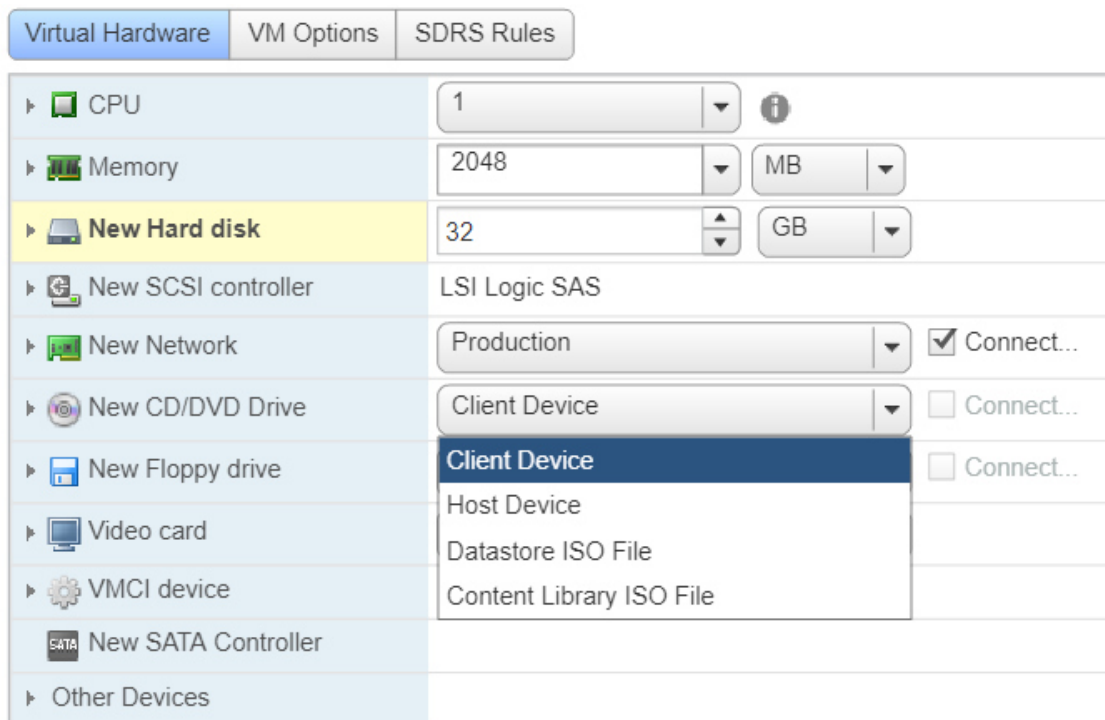 Virtual Hardware VM Options SDRS Rules
CPU 1
Memory 2048 MB
New Hard disk 32 GB
New SCSI controller LSI Logic SAS
New Network Production Connect...
New CD/DVD Drive Client Device Connect...
Client Device
New Floppy drive Connect...
Host Device
Video card
Datastore ISO File
VMCI device
Content Library ISO File
SATA New SATA Controller
Other Devices